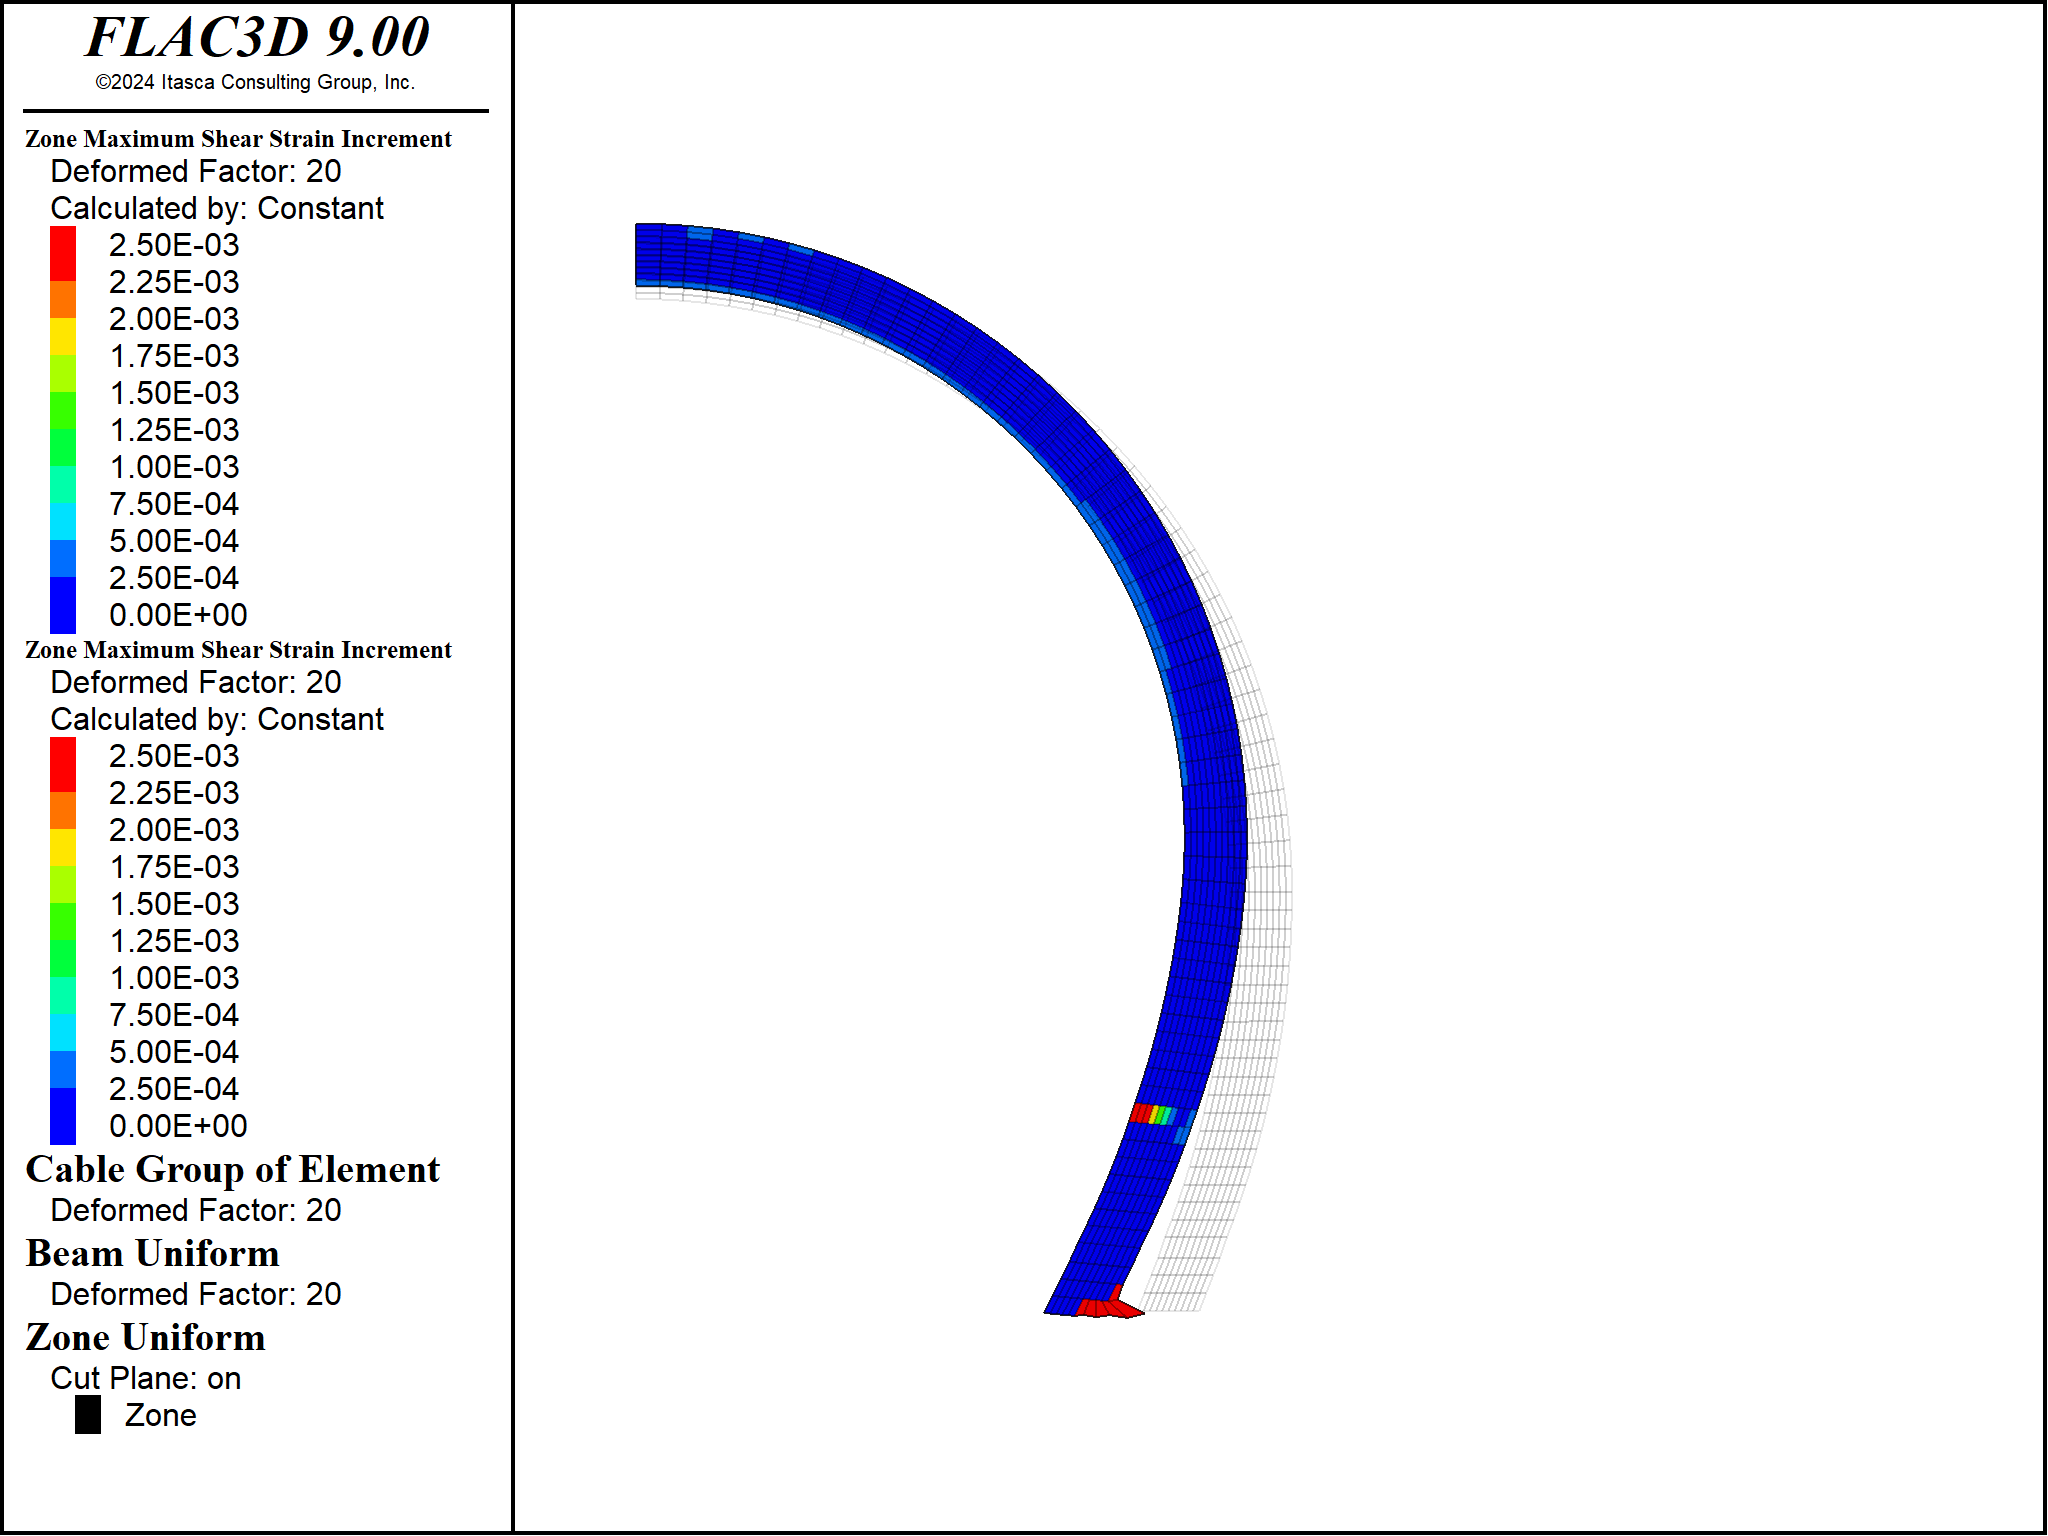 FLAC3D 9.00
©2024 Itasca Consulting Group, Inc.
Zone Maximum Shear Strain Increment
Deformed Factor: 20
Calculated by: Constant
2.50E-03
2.25E-03
2.00E-03
1.75E-03
1.50E-03
1.25E-03
1.00E-03
7.50E-04
5.00E-04
2.50E-04
0.00E+00
Zone Maximum Shear Strain Increment
Deformed Factor: 20
Calculated by: Constant
2.50E-03
2.25E-03
2.00E-03
1.75E-03
1.50E-03
1.25E-03
1.00E-03
7.50E-04
5.00E-04
2.50E-04
0.00E+00
Cable Group of Element
Deformed Factor: 20
Beam Uniform
Deformed Factor: 20
Zone Uniform
Cut Plane: on
Zone